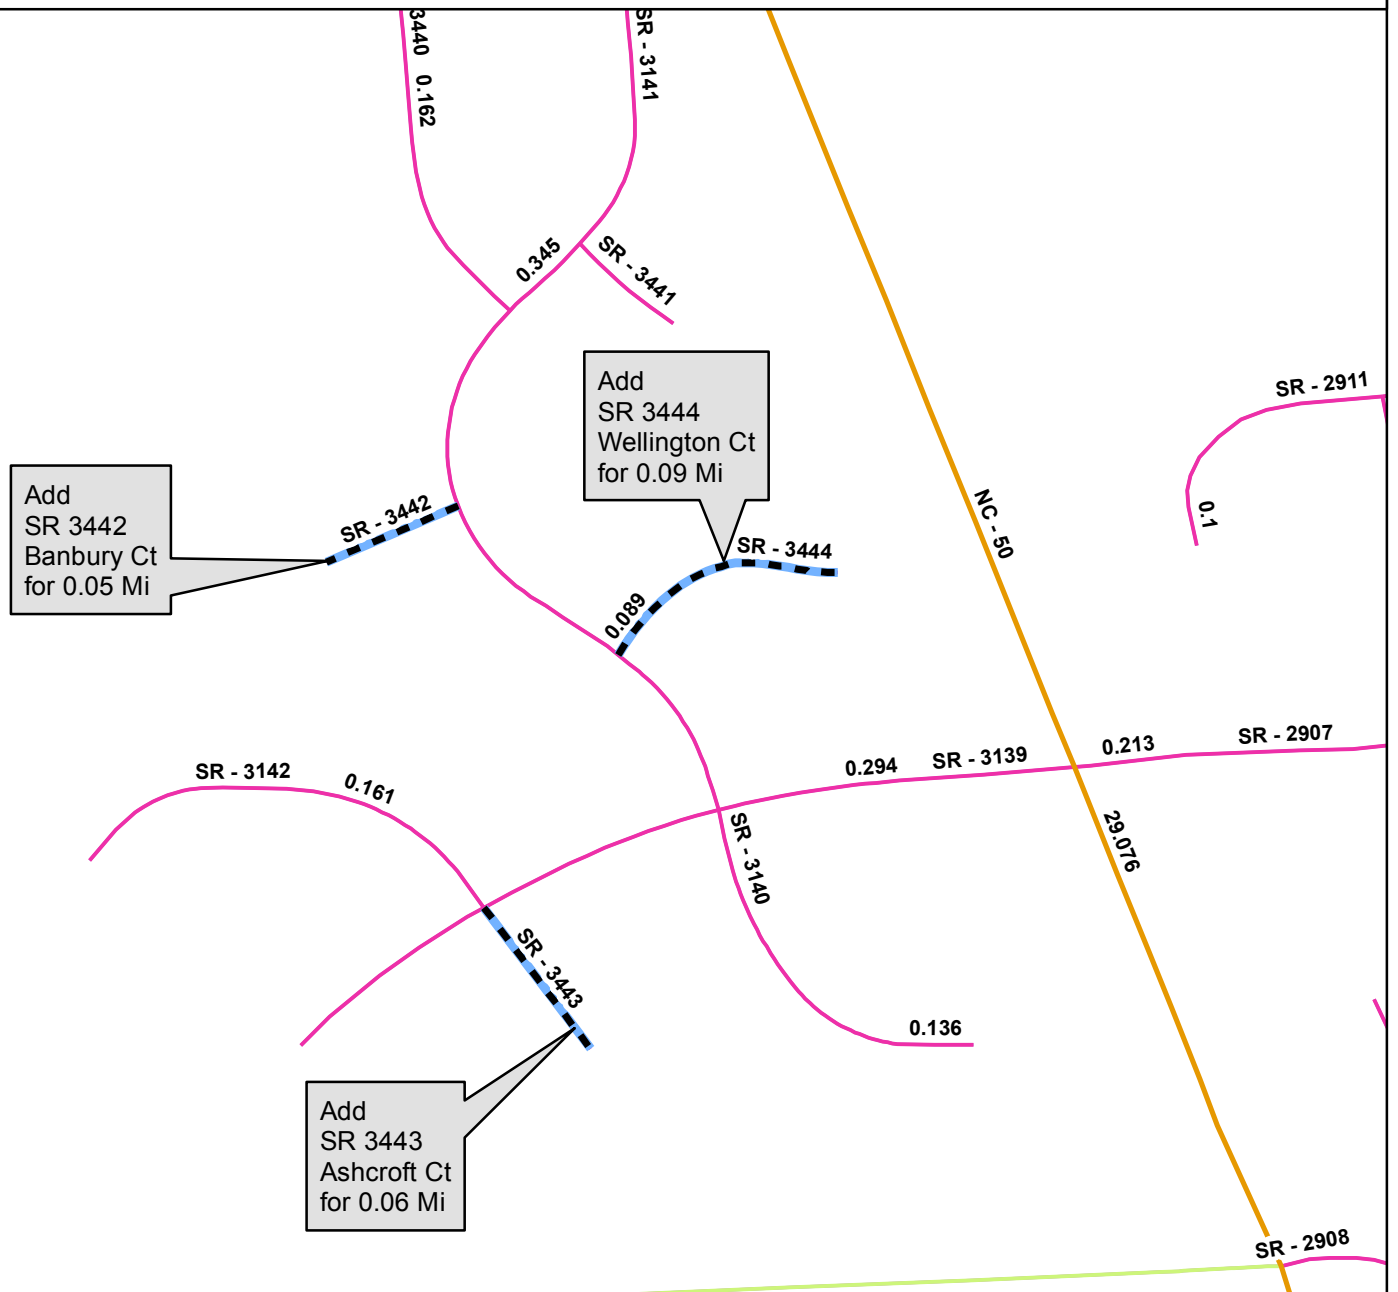 3440 0.162
SR - 3141
0.345
SR - 3441
Add
SR 3444
Wellington Ct
for 0.09 Mi
SR - 2911
0.1
Add
SR 3442
Banbury Ct
for 0.05 Mi
SR - 3442
NC - 50
SR - 3444
0.089
SR - 3142
0.161
0.294
SR - 3139
0.213
SR - 2907
SR - 3140
29.076
SR - 3443
0.136
Add
SR 3443
Ashcroft Ct
for 0.06 Mi
SR - 2908